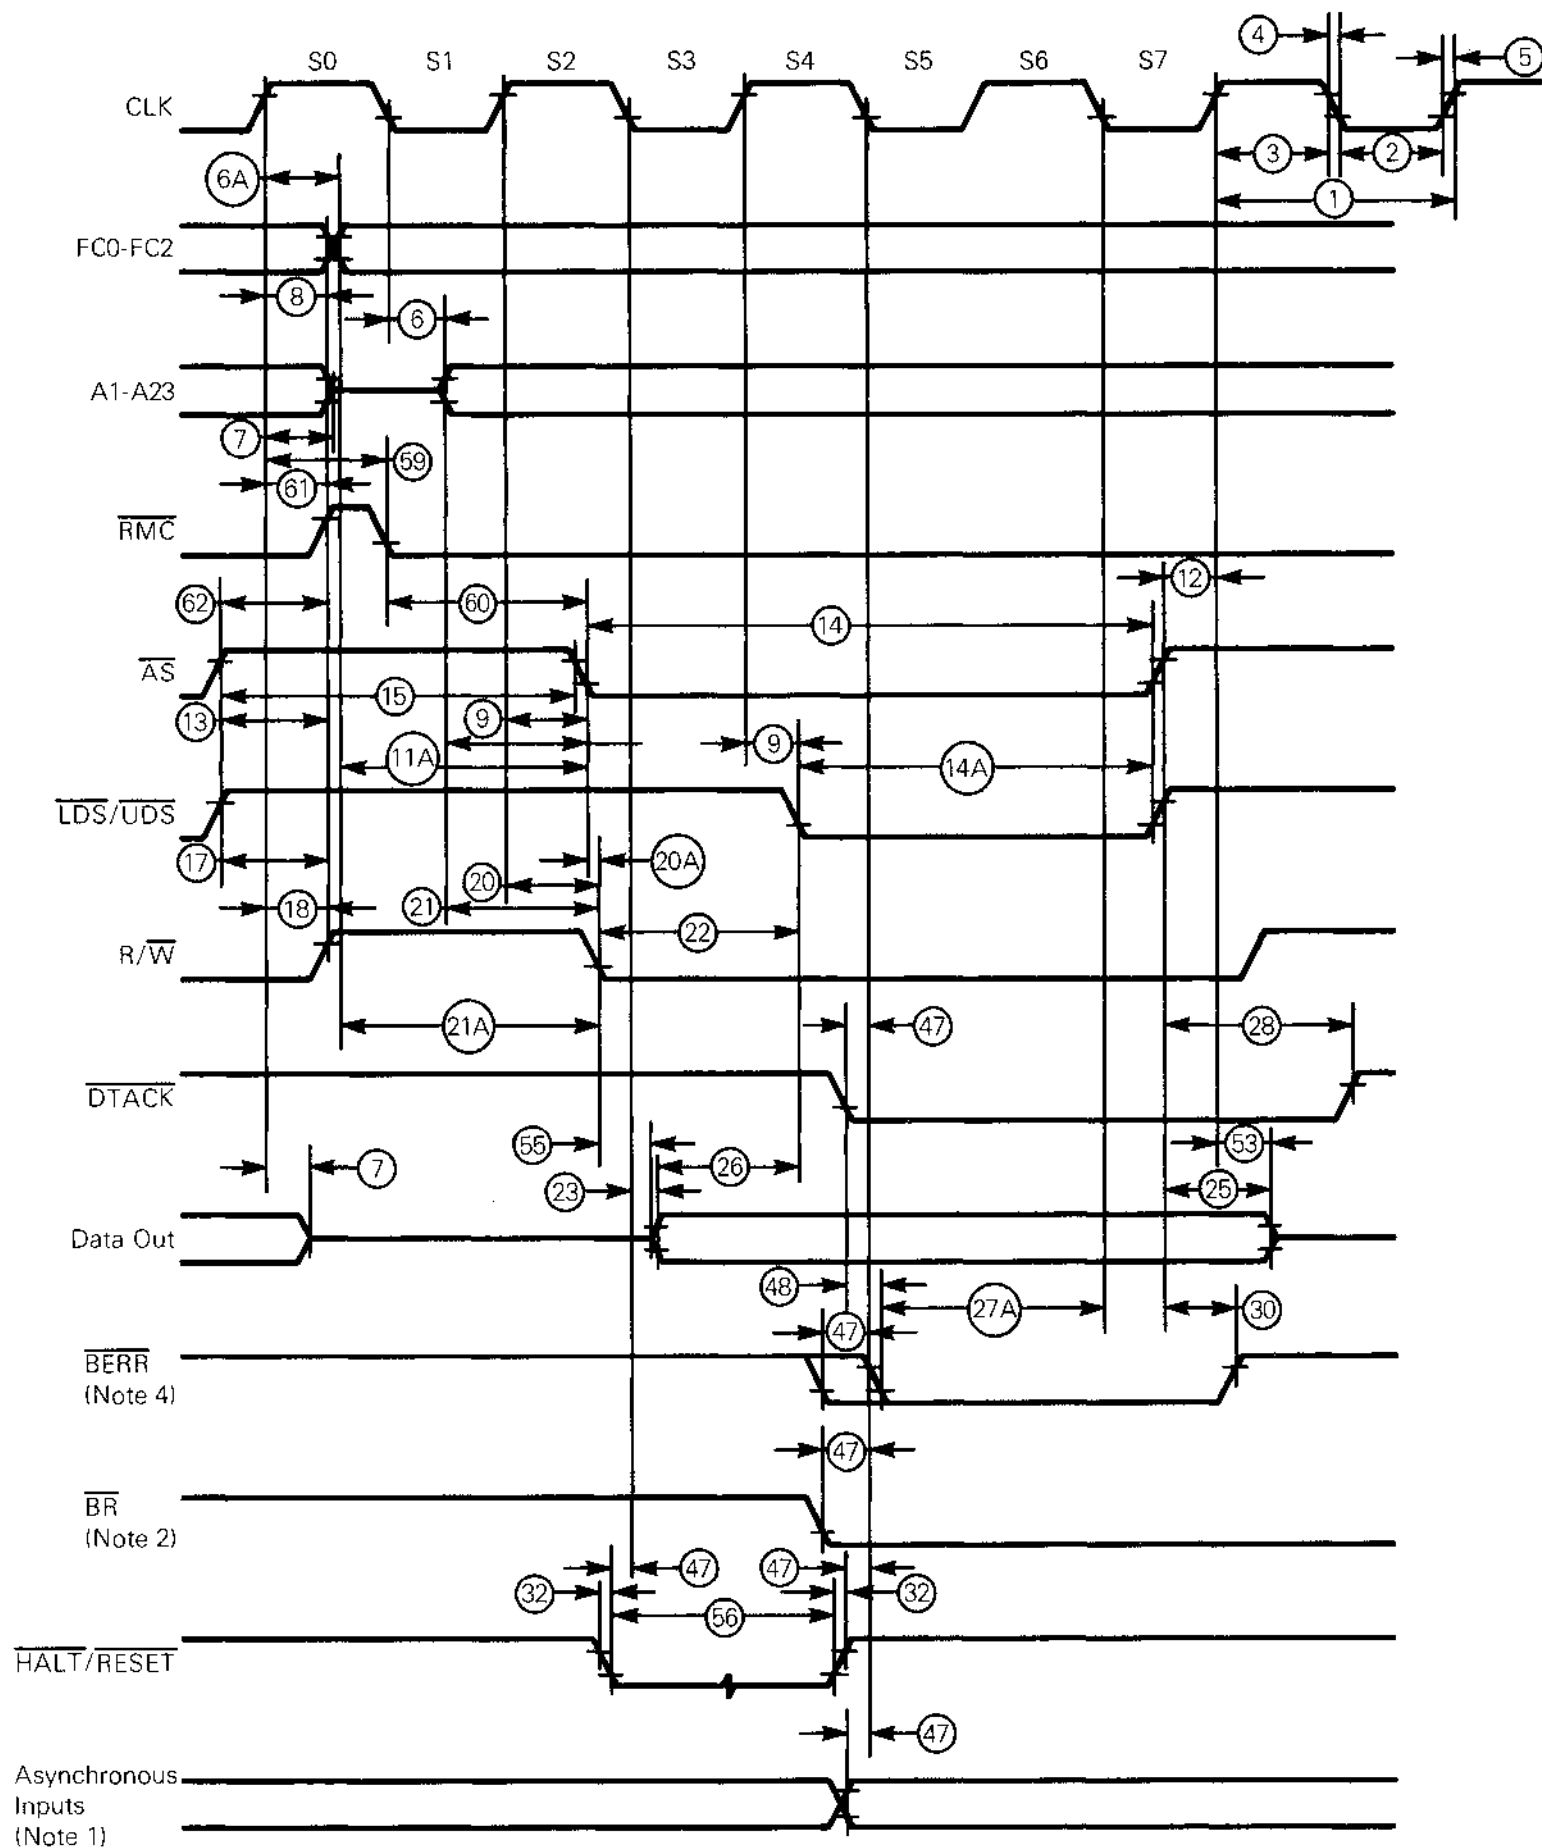 S0 S1 S2 S3 S4 S5 S6 S7 4 5
CLK
3 2
6A
1
FC0-FC2
8
6
A1-A23
7 59
61
RMC
12
62 60
14
AS
15
13 9
9
11A 14A
LDS/UDS
17 20A
20
18 21
22
R/W
21A 47 28
DTACK
55 53
7 26
23 25
Data Out
48
27A 30
47
BERR
(Note 4)
47
BR
(Note 2)
47 47
32 32
56
HALT/RESET
47
Asynchronous
Inputs
(Note 1)